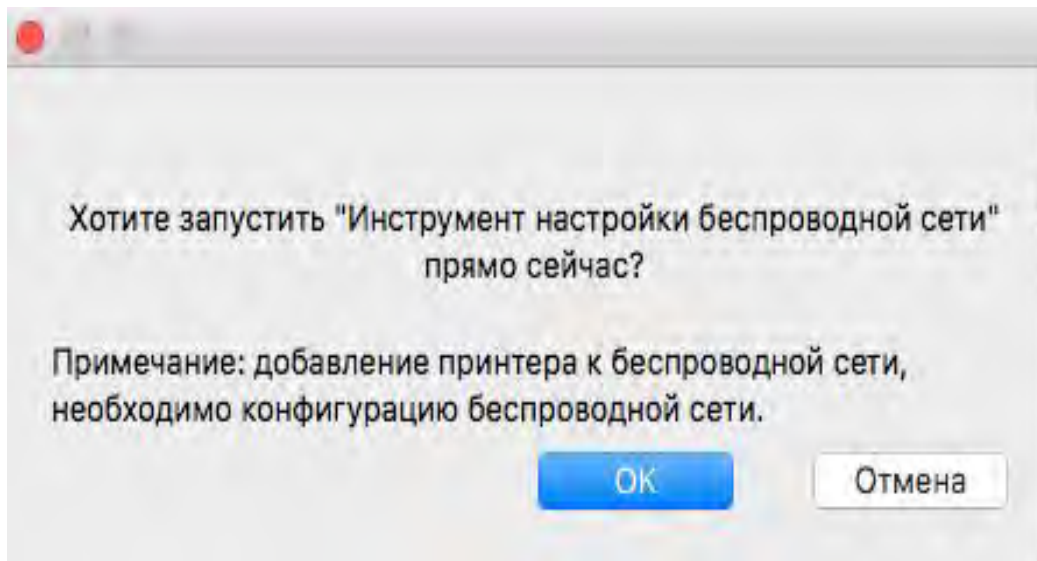 Хотите запустить "Инструмент настройки беспроводной сети"
прямо сейчас?
Примечание: добавление принтера к беспроводной сети,
необходимо конфигурацию беспроводной сети.
OK
Отмена